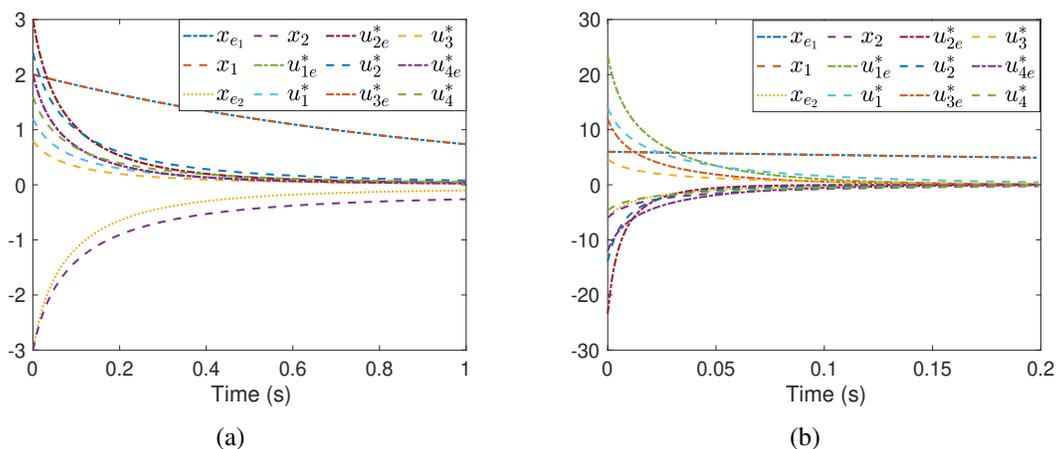 3
2
1
0
-1
-2
-3
0 0.2 0.4 0.6 0.8 1
Time (s)
x_{e_1} x_2 u^*_{2e} u^*_3
x_1 u^*_{1e} u^*_2 u^*_{4e}
x_{e_2} u^*_1 u^*_{3e} u^*_4
(a)
30
20
10
0
-10
-20
-30
0 0.05 0.1 0.15 0.2
Time (s)
x_{e_1} x_2 u^*_{2e} u^*_3
x_1 u^*_{1e} u^*_2 u^*_{4e}
x_{e_2} u^*_1 u^*_{3e} u^*_4
(b)